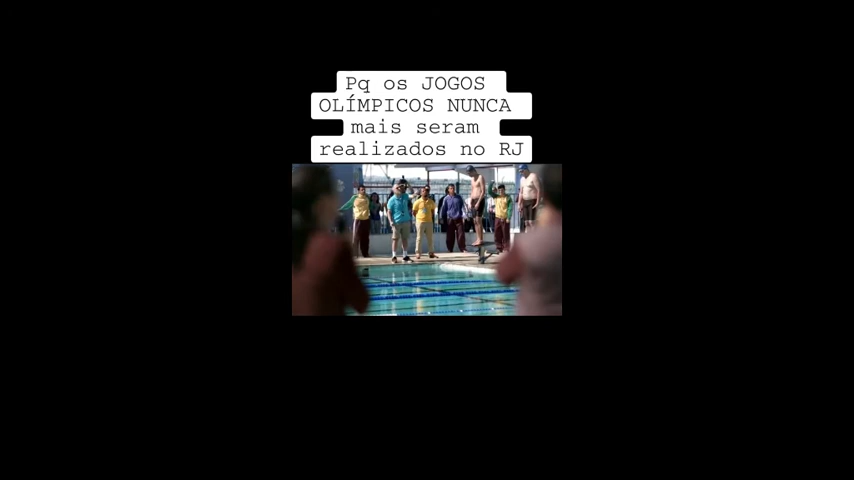 Pq os JOGOS
OLÍMPICOS NUNCA
mais seram
realizados no RJ